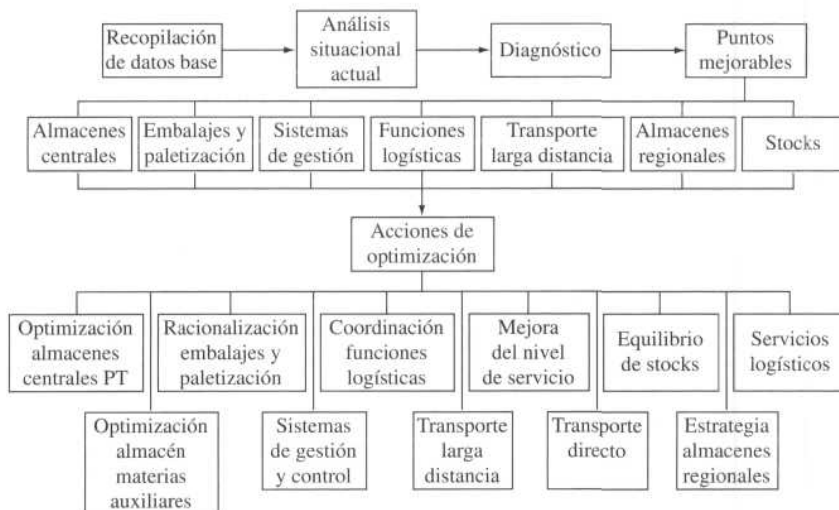 Recopilación
de datos base
Análisis
situacional
actual
Diagnóstico
Puntos
mejorables
Almacenes
centrales
Embalajes y
paletización
Sistemas
de gestión
Funciones
logísticas
Transporte
larga distancia
Almacenes
regionales
Stocks
Acciones de
optimización
Optimización
almacenes
centrales PT
Racionalización
embalajes y
paletización
Coordinación
funciones
logísticas
Mejora
del nivel
de servicio
Equilibrio
de stocks
Servicios
logísticos
Optimización
almacén
materias
auxiliares
Sistemas
de gestión
y control
Transporte
larga
distancia
Transporte
directo
Estrategia
almacenes
regionales